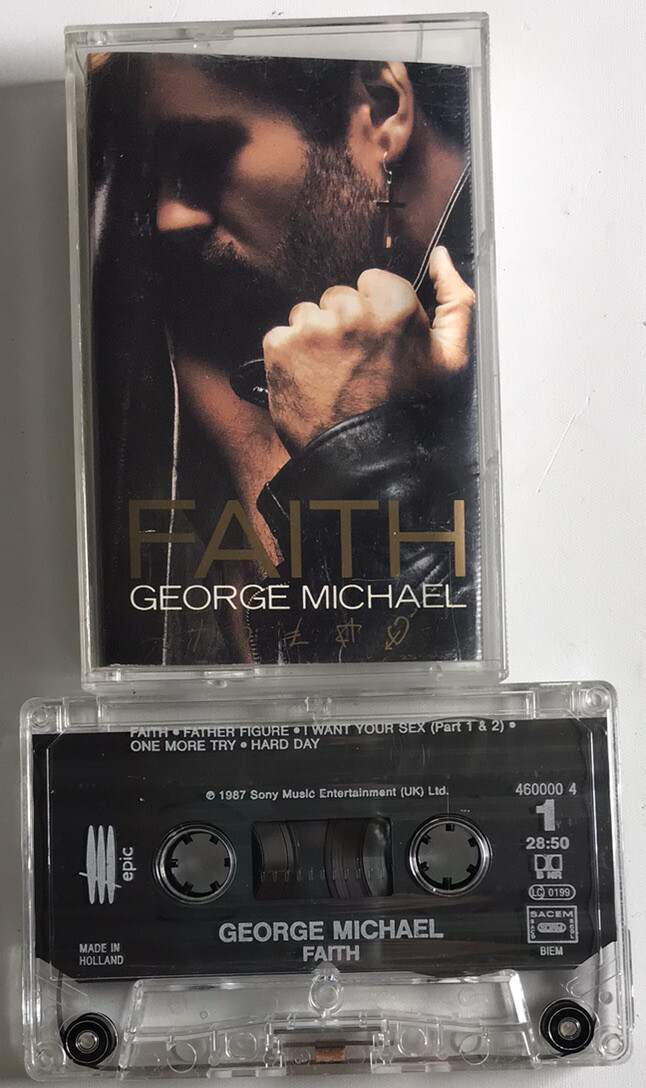 FAITH
GEORGE MICHAEL
FAITH • FATHER FIGURE • I WANT YOUR SEX (Part 1 & 2) •
ONE MORE TRY • HARD DAY
℗ 1987 Sony Music Entertainment (UK) Ltd.
460000 4
1
28:50
B NR
LC 0199
epic
SACEM
BIEM
GEORGE MICHAEL
FAITH
MADE IN
HOLLAND